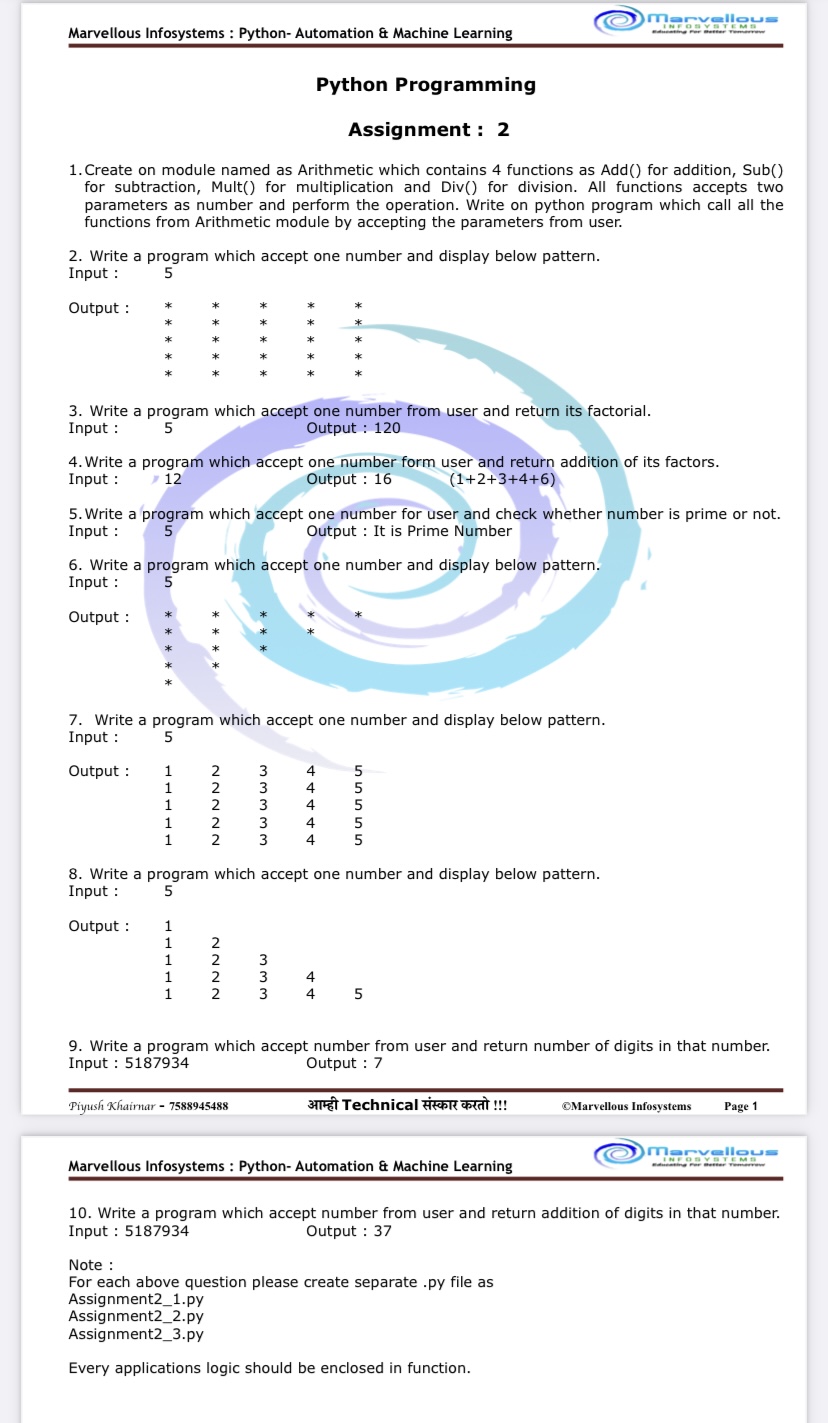 Marvellous Infosystems : Python- Automation & Machine Learning
Marvellous
INFOSYSTEMS
Educating For Better Tomorrow
Python Programming
Assignment : 2
1.Create on module named as Arithmetic which contains 4 functions as Add() for addition, Sub()
for subtraction, Mult() for multiplication and Div() for division. All functions accepts two
parameters as number and perform the operation. Write on python program which call all the
functions from Arithmetic module by accepting the parameters from user.
2. Write a program which accept one number and display below pattern.
Input : 5
Output : * * * * *
* * * * *
* * * * *
* * * * *
* * * * *
3. Write a program which accept one number from user and return its factorial.
Input : 5 Output : 120
4.Write a program which accept one number form user and return addition of its factors.
Input : 12 Output : 16 (1+2+3+4+6)
5.Write a program which accept one number for user and check whether number is prime or not.
Input : 5 Output : It is Prime Number
6. Write a program which accept one number and display below pattern.
Input : 5
Output : * * * * *
* * * *
* * *
* *
*
7. Write a program which accept one number and display below pattern.
Input : 5
Output : 1 2 3 4 5
1 2 3 4 5
1 2 3 4 5
1 2 3 4 5
1 2 3 4 5
8. Write a program which accept one number and display below pattern.
Input : 5
Output : 1
1 2
1 2 3
1 2 3 4
1 2 3 4 5
9. Write a program which accept number from user and return number of digits in that number.
Input : 5187934 Output : 7
Piyush Khairnar - 7588945488 आम्ही Technical संस्कार करतो !!! ©Marvellous Infosystems Page 1
Marvellous Infosystems : Python- Automation & Machine Learning
Marvellous
INFOSYSTEMS
Educating For Better Tomorrow
10. Write a program which accept number from user and return addition of digits in that number.
Input : 5187934 Output : 37
Note :
For each above question please create separate .py file as
Assignment2_1.py
Assignment2_2.py
Assignment2_3.py
Every applications logic should be enclosed in function.